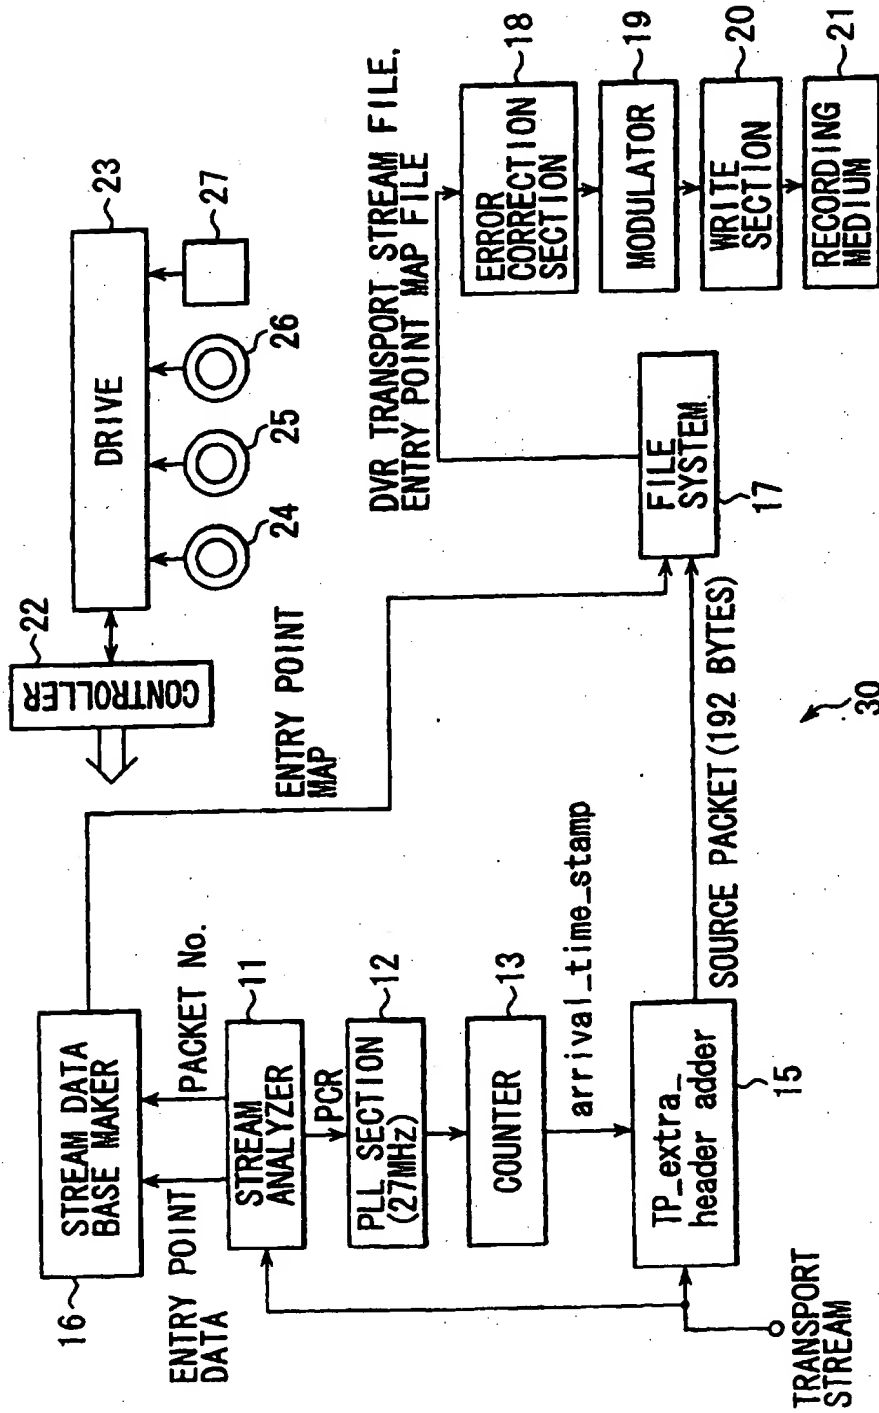 TRANSPORT
STREAM
16
STREAM DATA
BASE MAKER
ENTRY POINT
DATA
PACKET No.
STREAM
ANALYZER
11
PCR
PLL SECTION
(27MHz)
12
COUNTER
13
arrival_time_stamp
TP_extra_
header adder
15
SOURCE PACKET(192 BYTES)
ENTRY POINT
MAP
CONTROLLER
22
DRIVE
23
24
25
26
27
FILE
SYSTEM
17
DVR TRANSPORT STREAM FILE,
ENTRY POINT MAP FILE
ERROR
CORRECTION
SECTION
18
MODULATOR
19
WRITE
SECTION
20
RECORDING
MEDIUM
21
30